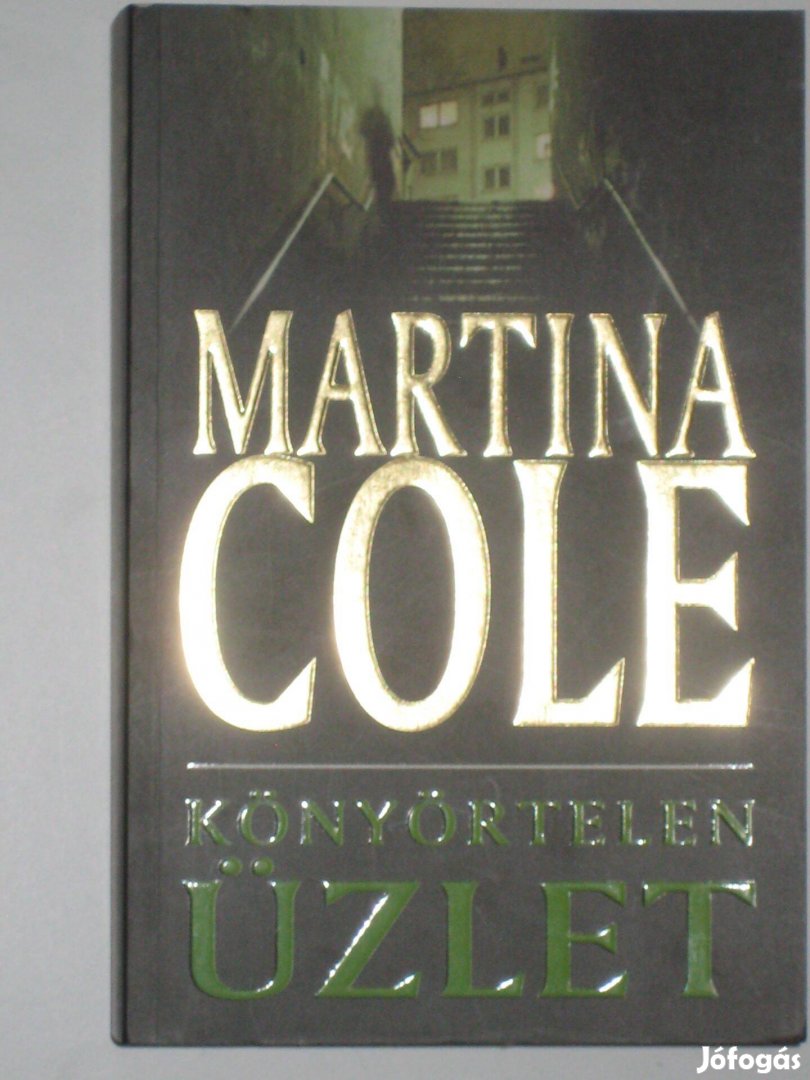 MARTINA
COLE
KÖNYÖRTELEN
ÜZLET
Jófogás